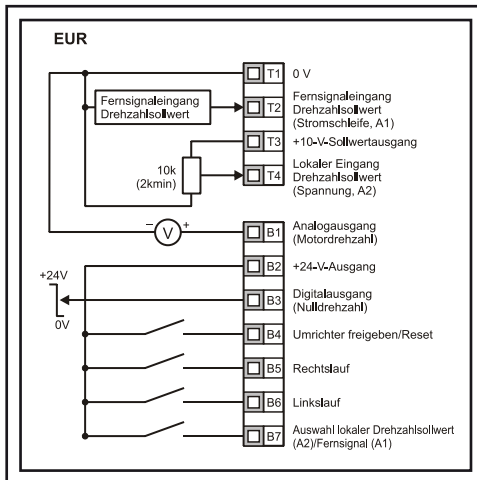 EUR
T1 0 V
Fernsignaleingang
Drehzahlsollwert
T2
Fernsignaleingang
Drehzahlsollwert
(Stromschleife, A1)
T3 +10-V-Sollwertausgang
10k
(2kmin)
T4
Lokaler Eingang
Drehzahlsollwert
(Spannung, A2)
– V +
B1
Analogausgang
(Motordrehzahl)
B2 +24-V-Ausgang
+24V
0V
B3
Digitalausgang
(Nulldrehzahl)
B4 Umrichter freigeben/Reset
B5 Rechtslauf
B6 Linkslauf
B7
Auswahl lokaler Drehzahlsollwert
(A2)/Fernsignal (A1)